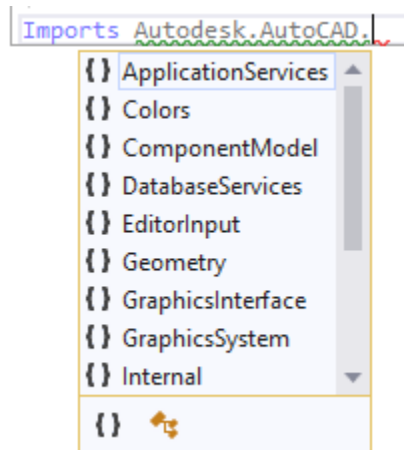 Imports Autodesk.AutoCAD.
{} ApplicationServices
{} Colors
{} ComponentModel
{} DatabaseServices
{} EditorInput
{} Geometry
{} GraphicsInterface
{} GraphicsSystem
{} Internal
{}